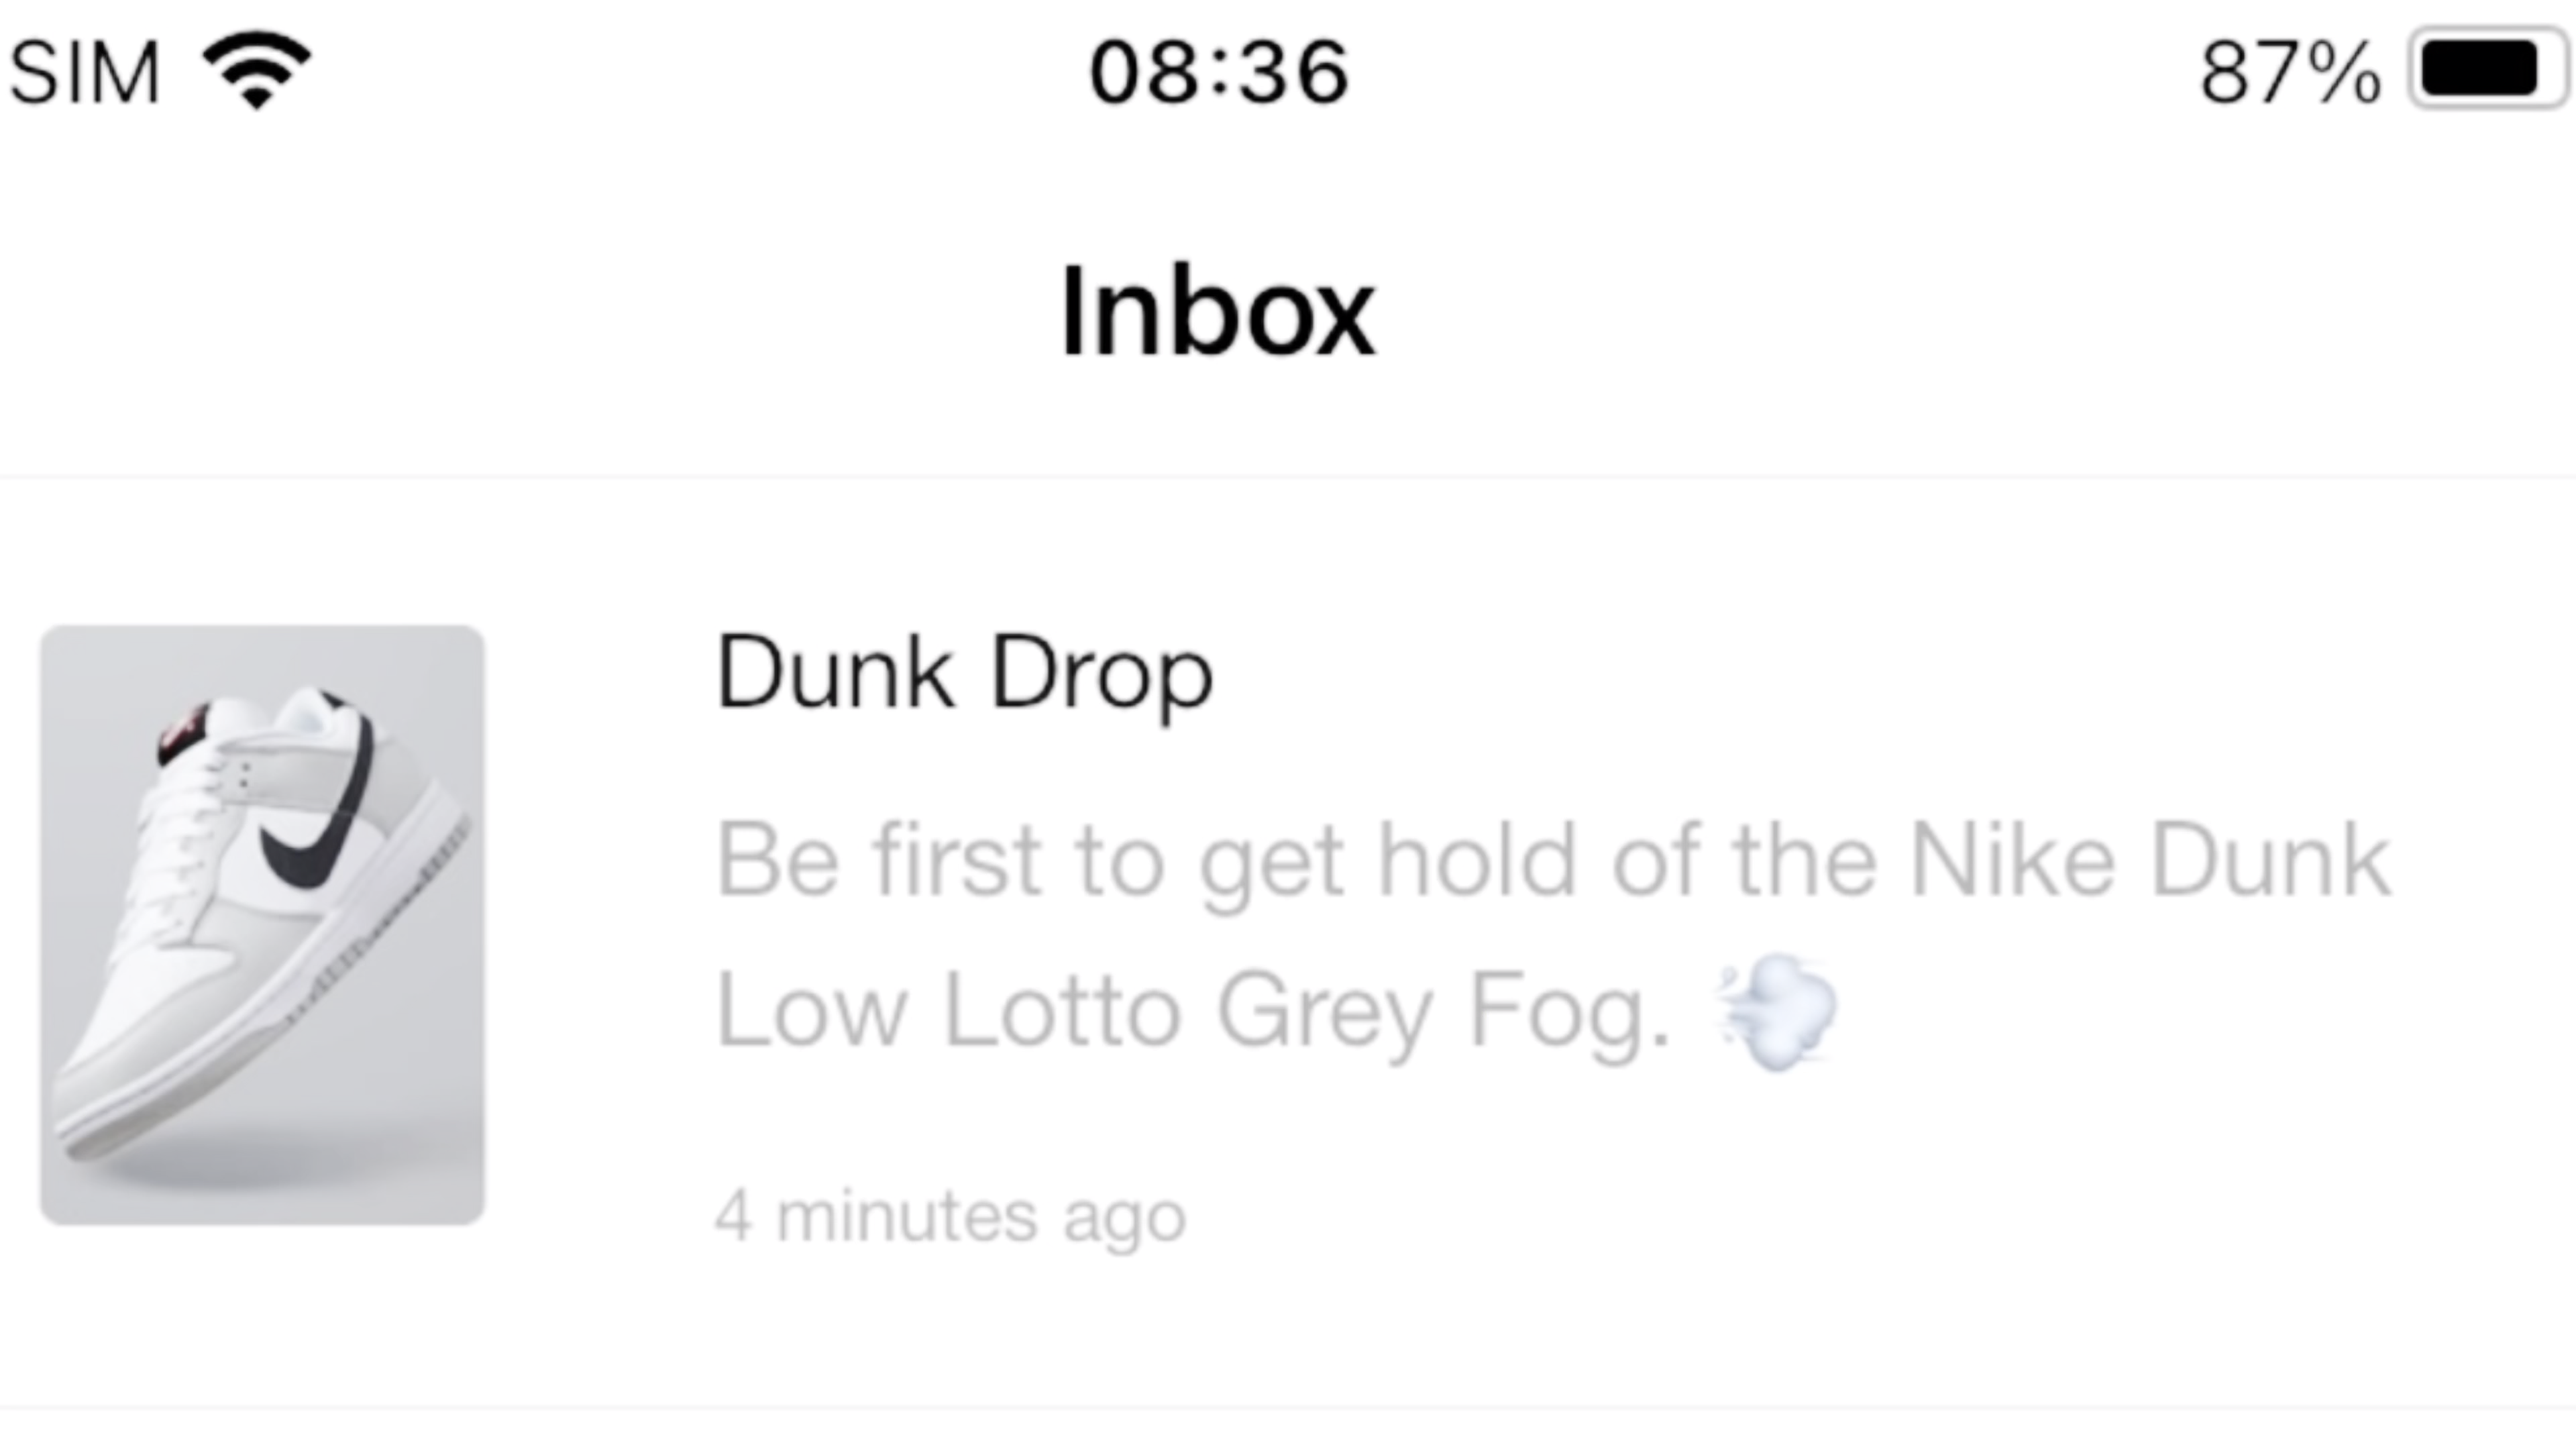 SIM 08:36 87%
Inbox
Dunk Drop
Be first to get hold of the Nike Dunk
Low Lotto Grey Fog. 💨
4 minutes ago